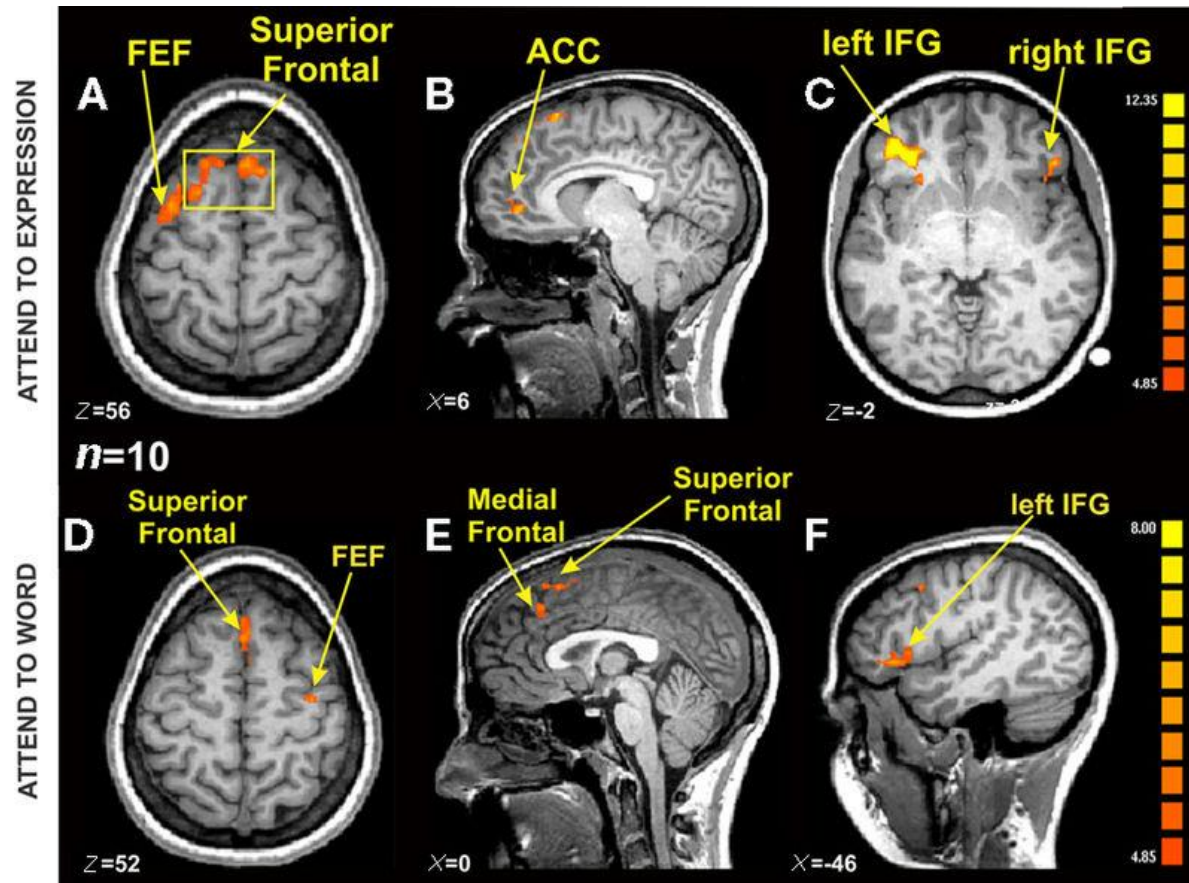 ATTEND TO EXPRESSION
A
FEF
Superior
Frontal
Z=56
B
ACC
X=6
C
left IFG
right IFG
Z=-2
12.35
4.85
n=10
ATTEND TO WORD
D
Superior
Frontal
FEF
Z=52
E
Medial
Frontal
Superior
Frontal
X=0
F
left IFG
X=-46
8.00
4.85